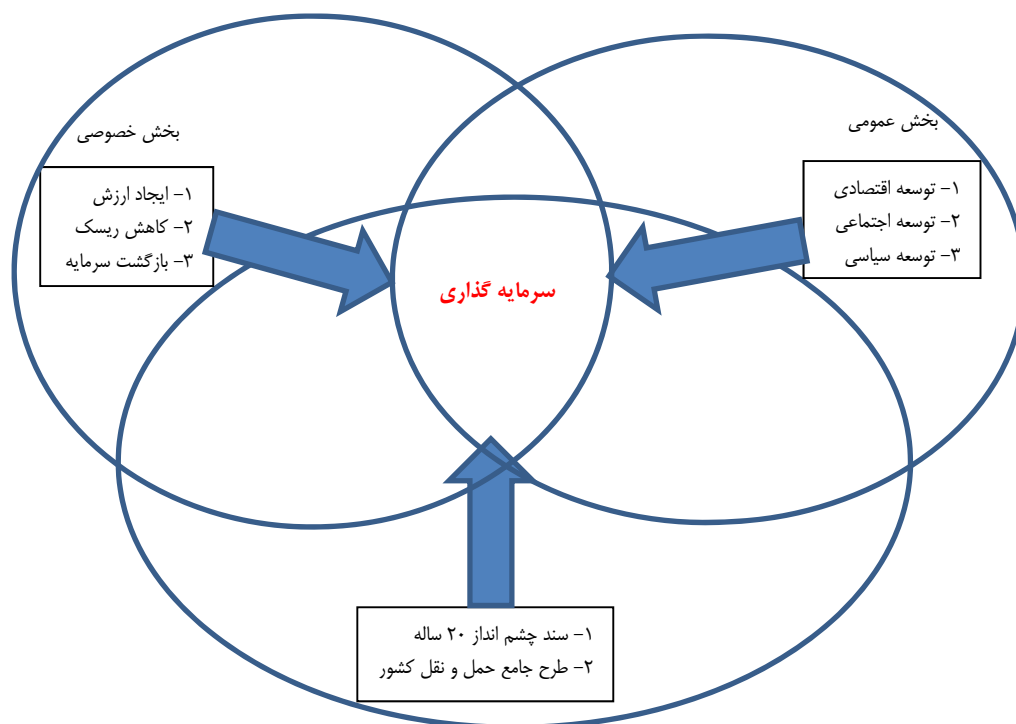 بخش عمومی
۱- توسعه اقتصادی
۲- توسعه اجتماعی
۳- توسعه سیاسی
بخش خصوصی
۱- ایجاد ارزش
۲- کاهش ریسک
۳- بازگشت سرمایه
سرمایه گذاری
۱- سند چشم انداز ۲۰ ساله
۲- طرح جامع حمل و نقل کشور